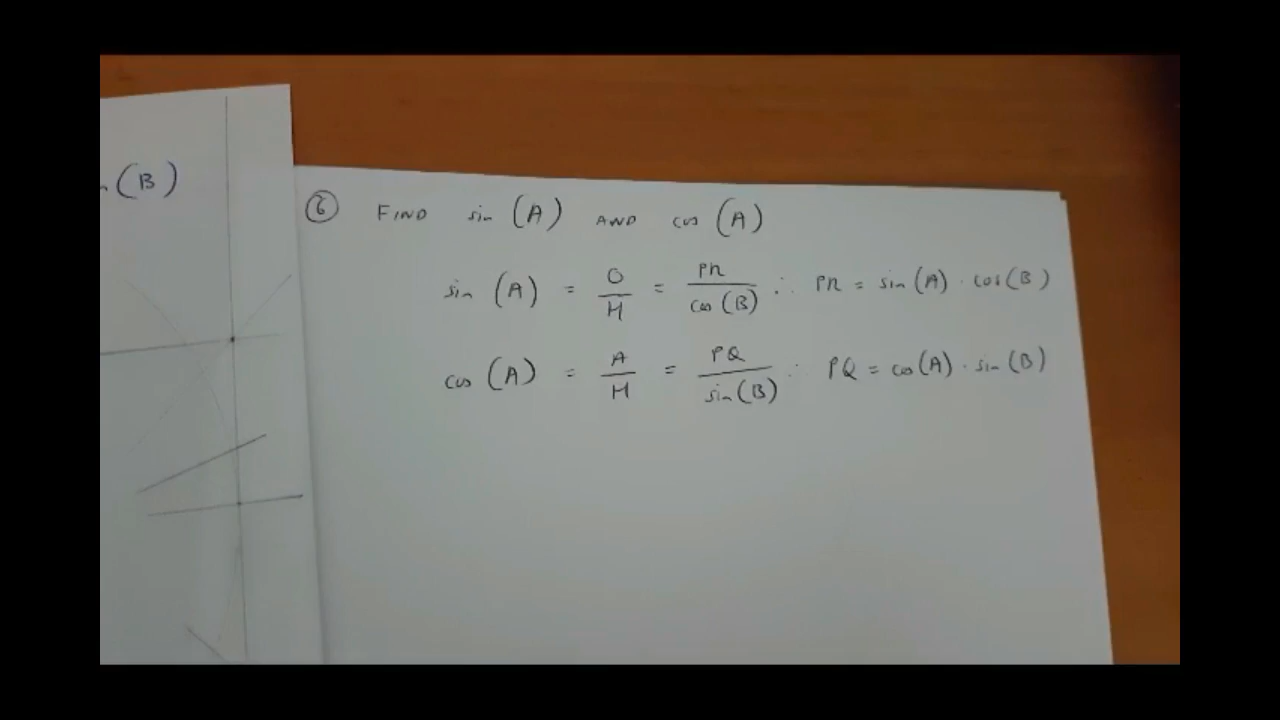 n (B)
⑥ FIND sin (A) AND cos (A)
sin (A) = O/H = PR/cos (B) ∴ PR = sin(A) · cos(B)
cos (A) = A/H = PQ/sin(B) ∴ PQ = cos(A) · sin(B)